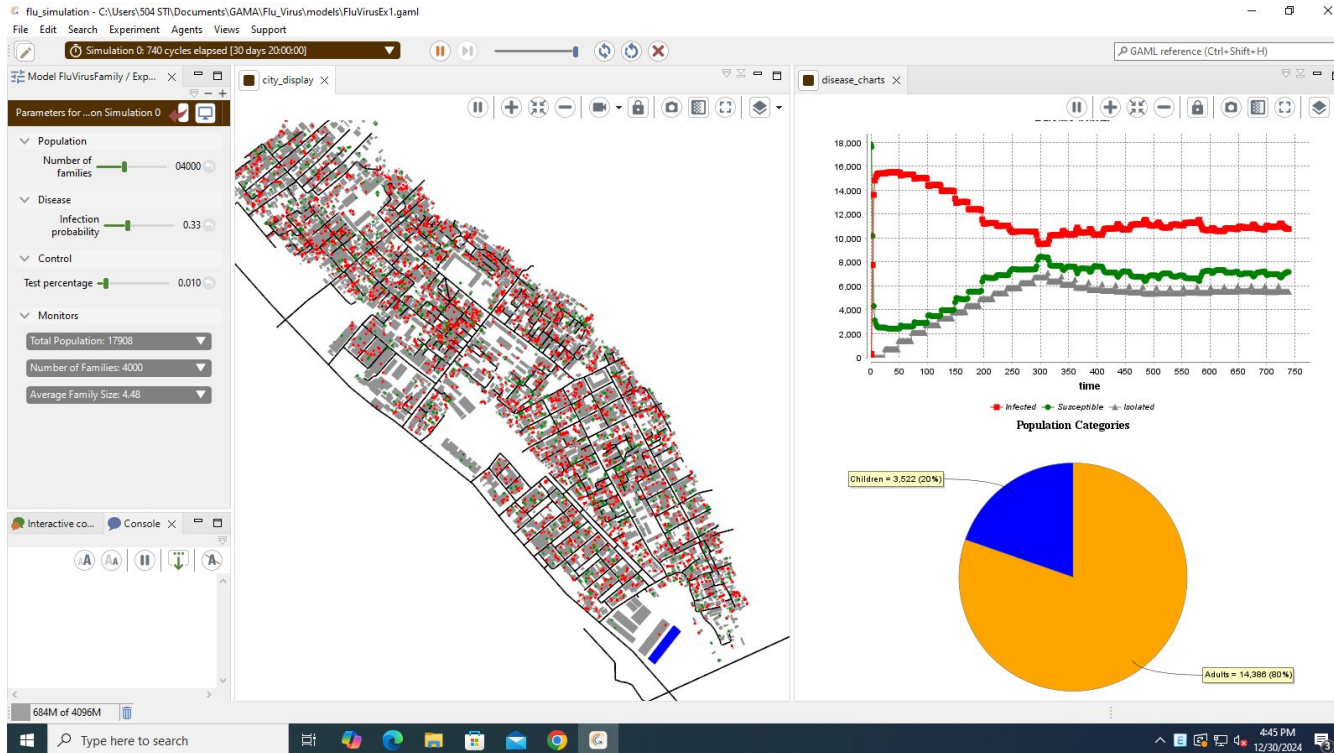 flu_simulation - C:\Users\504 STI\Documents\GAMA\Flu_Virus\models\FluVirusEx1.gaml
File Edit Search Experiment Agents Views Support
Simulation 0: 740 cycles elapsed [30 days 20:00:00]
GAML reference (Ctrl+Shift+H)
Model FluVirusFamily / Exp...
city_display
disease_charts
Parameters for ...on Simulation 0
Population
Number of families 04000
Disease
Infection probability 0.33
Control
Test percentage 0.010
Monitors
Total Population: 17908
Number of Families: 4000
Average Family Size: 4.48
Interactive co...
Console
18,000
16,000
14,000
12,000
10,000
8,000
6,000
4,000
2,000
0
0 50 100 150 200 250 300 350 400 450 500 550 600 650 700 750
time
Infected Susceptible Isolated
Population Categories
Children = 3,522 (20%)
Adults = 14,386 (80%)
684M of 4096M
Type here to search
4:45 PM
12/30/2024